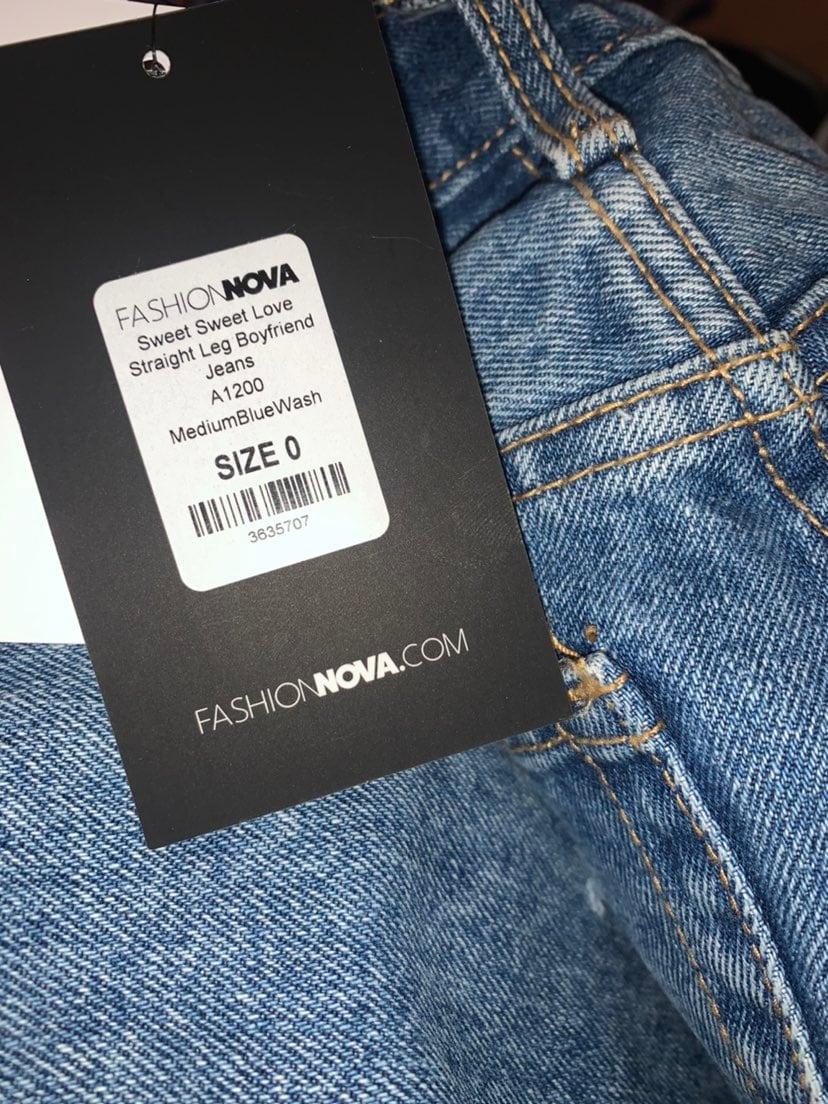 FASHIONNOVA
Sweet Sweet Love
Straight Leg Boyfriend
Jeans
A1200
MediumBlueWash
SIZE 0
3635707
FASHIONNOVA.COM